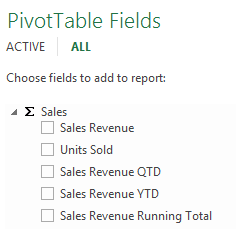 PivotTable Fields
ACTIVE ALL
Choose fields to add to report:
Σ Sales
Sales Revenue
Units Sold
Sales Revenue QTD
Sales Revenue YTD
Sales Revenue Running Total